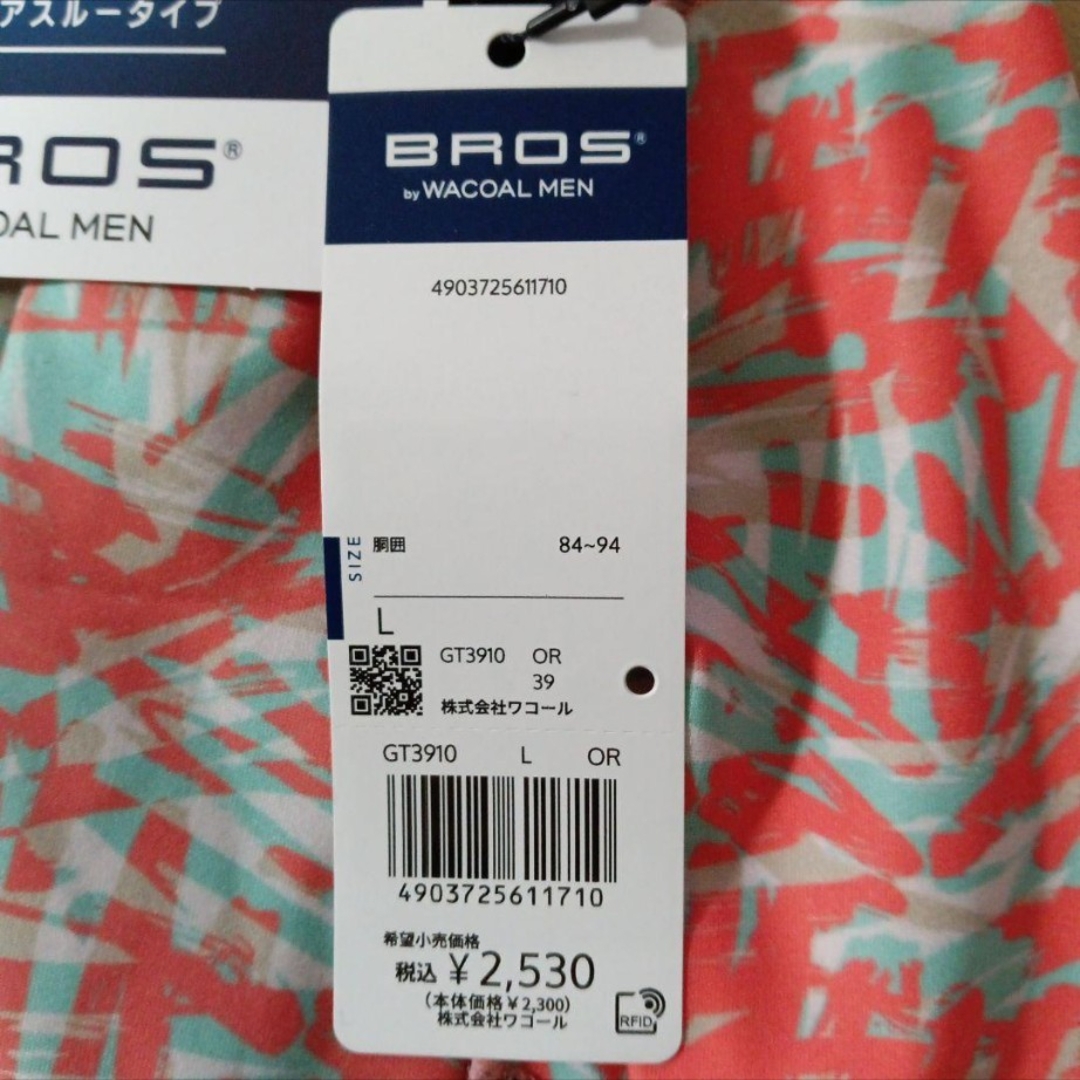 アスルータイプ
ROS®
OAL MEN
BROS®
by WACOAL MEN
4903725611710
SIZE
胴囲 84~94
L
GT3910 OR
39
株式会社ワコール
GT3910 L OR
4903725611710
希望小売価格
税込 ¥2,530
(本体価格¥2,300)
株式会社ワコール
RFID